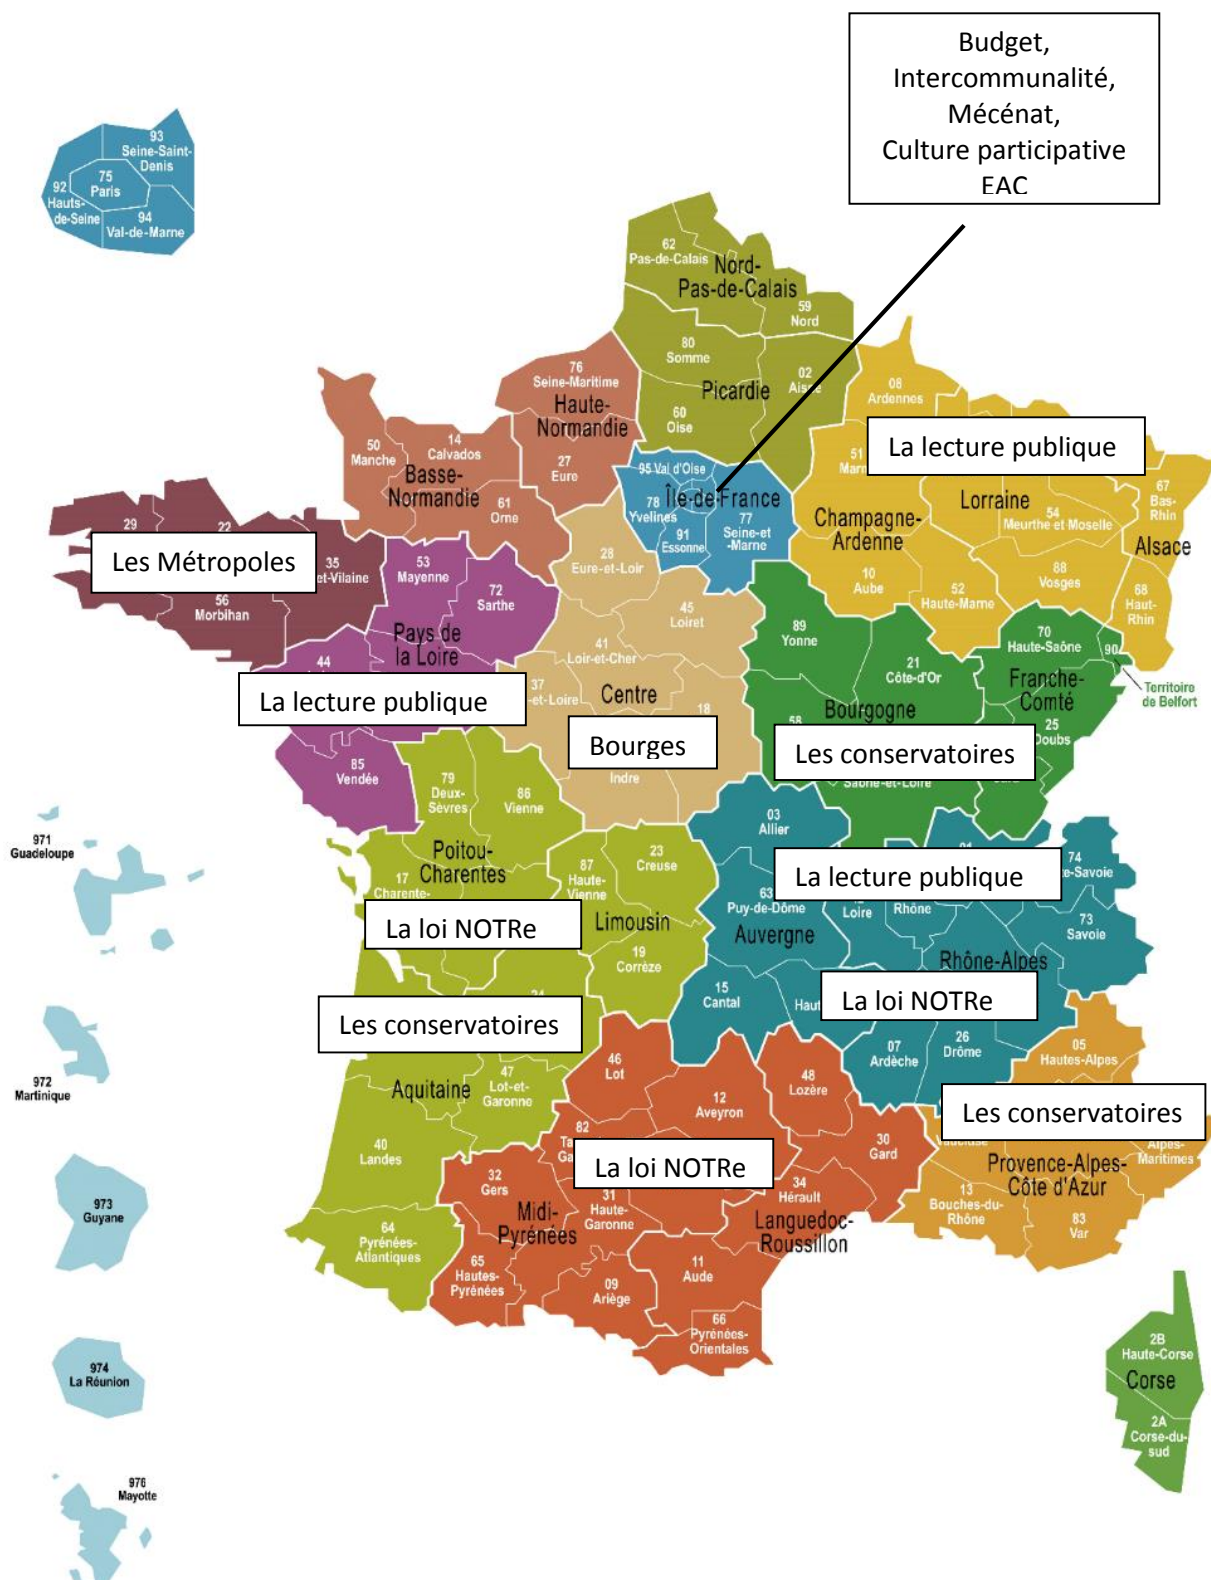 Budget,
Intercommunalité,
Mécénat,
Culture participative
EAC
93
Seine-Saint-
Denis
75
Paris
92
Hauts-
de-Seine
94
Val-de-Marne
62
Pas-de-Calais
Nord-
Pas-de-Calais
59
Nord
80
Somme
02
Aisne
Picardie
60
Oise
76
Seine-Maritime
Haute-
Normandie
27
Eure
14
Calvados
50
Manche
Basse-
Normandie
61
Orne
08
Ardennes
La lecture publique
51
67
Bas-
Rhin
Lorraine
54
Meurthe et-Moselle
Champagne-
Ardenne
Alsace
95 Val d'Oise
Île-de-France
78
Yvelines
77
Seine-et
-Marne
91
Essonne
10
Aube
52
Haute-Marne
88
Vosges
68
Haut-
Rhin
29
22
Les Métropoles
35
et-Vilaine
56
Morbihan
53
Mayenne
72
Sarthe
Pays de
la Loire
28
Eure-et-Loir
45
Loiret
41
Loir-et-Cher
44
La lecture publique
37
et-Loire
Centre
18
Bourges
Indre
89
Yonne
21
Côte-d'Or
70
Haute-Saône
90
Territoire
de Belfort
Franche-
Comté
Bourgogne
58
25
Doubs
Les conservatoires
85
Vendée
79
Deux-
Sèvres
86
Vienne
Poitou-
Charentes
17
Charente-
87
Haute-
Vienne
23
Creuse
Limousin
La loi NOTRe
19
Corrèze
03
Allier
La lecture publique
74
te-Savoie
63
Puy-de-Dôme
Loire
Rhône
Auvergne
73
Savoie
Rhône-Alpes
15
Cantal
La loi NOTRe
07
Ardèche
26
Drôme
971
Guadeloupe
972
Martinique
973
Guyane
974
La Réunion
976
Mayotte
Les conservatoires
Aquitaine
47
Lot-et-
Garonne
40
Landes
64
Pyrénées-
Atlantiques
46
Lot
12
Aveyron
48
Lozère
30
Gard
82
La loi NOTRe
32
Gers
31
Haute-
Garonne
34
Hérault
Midi-
Pyrénées
Languedoc-
Roussillon
65
Hautes-
Pyrénées
09
Ariège
11
Aude
66
Pyrénées-
Orientales
05
Hautes-Alpes
Les conservatoires
Alpes-
Maritimes
Provence-Alpes-
Côte d'Azur
13
Bouches-du-
Rhône
83
Var
2B
Haute-Corse
Corse
2A
Corse-du-
sud